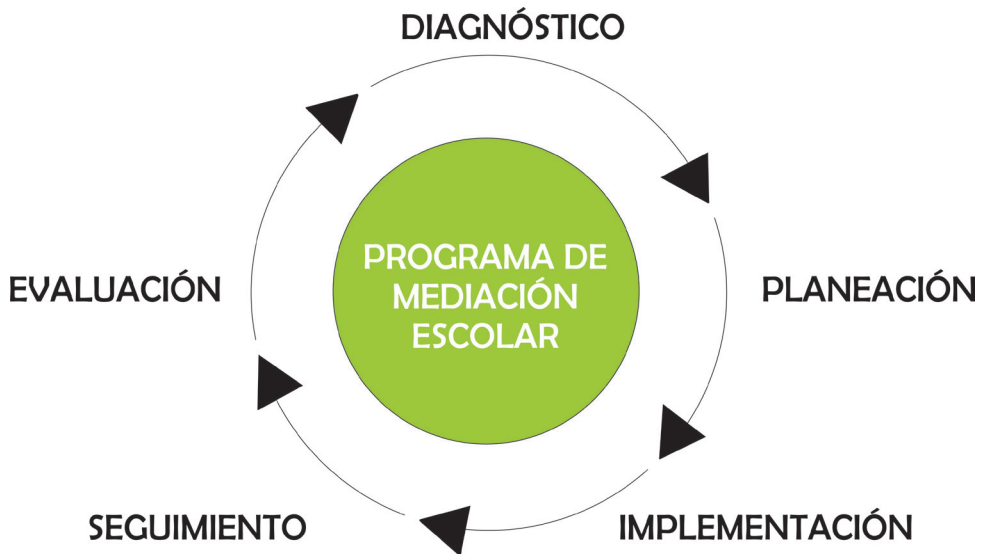 DIAGNÓSTICO
PROGRAMA DE
MEDIACIÓN
ESCOLAR
EVALUACIÓN
PLANEACIÓN
SEGUIMIENTO
IMPLEMENTACIÓN